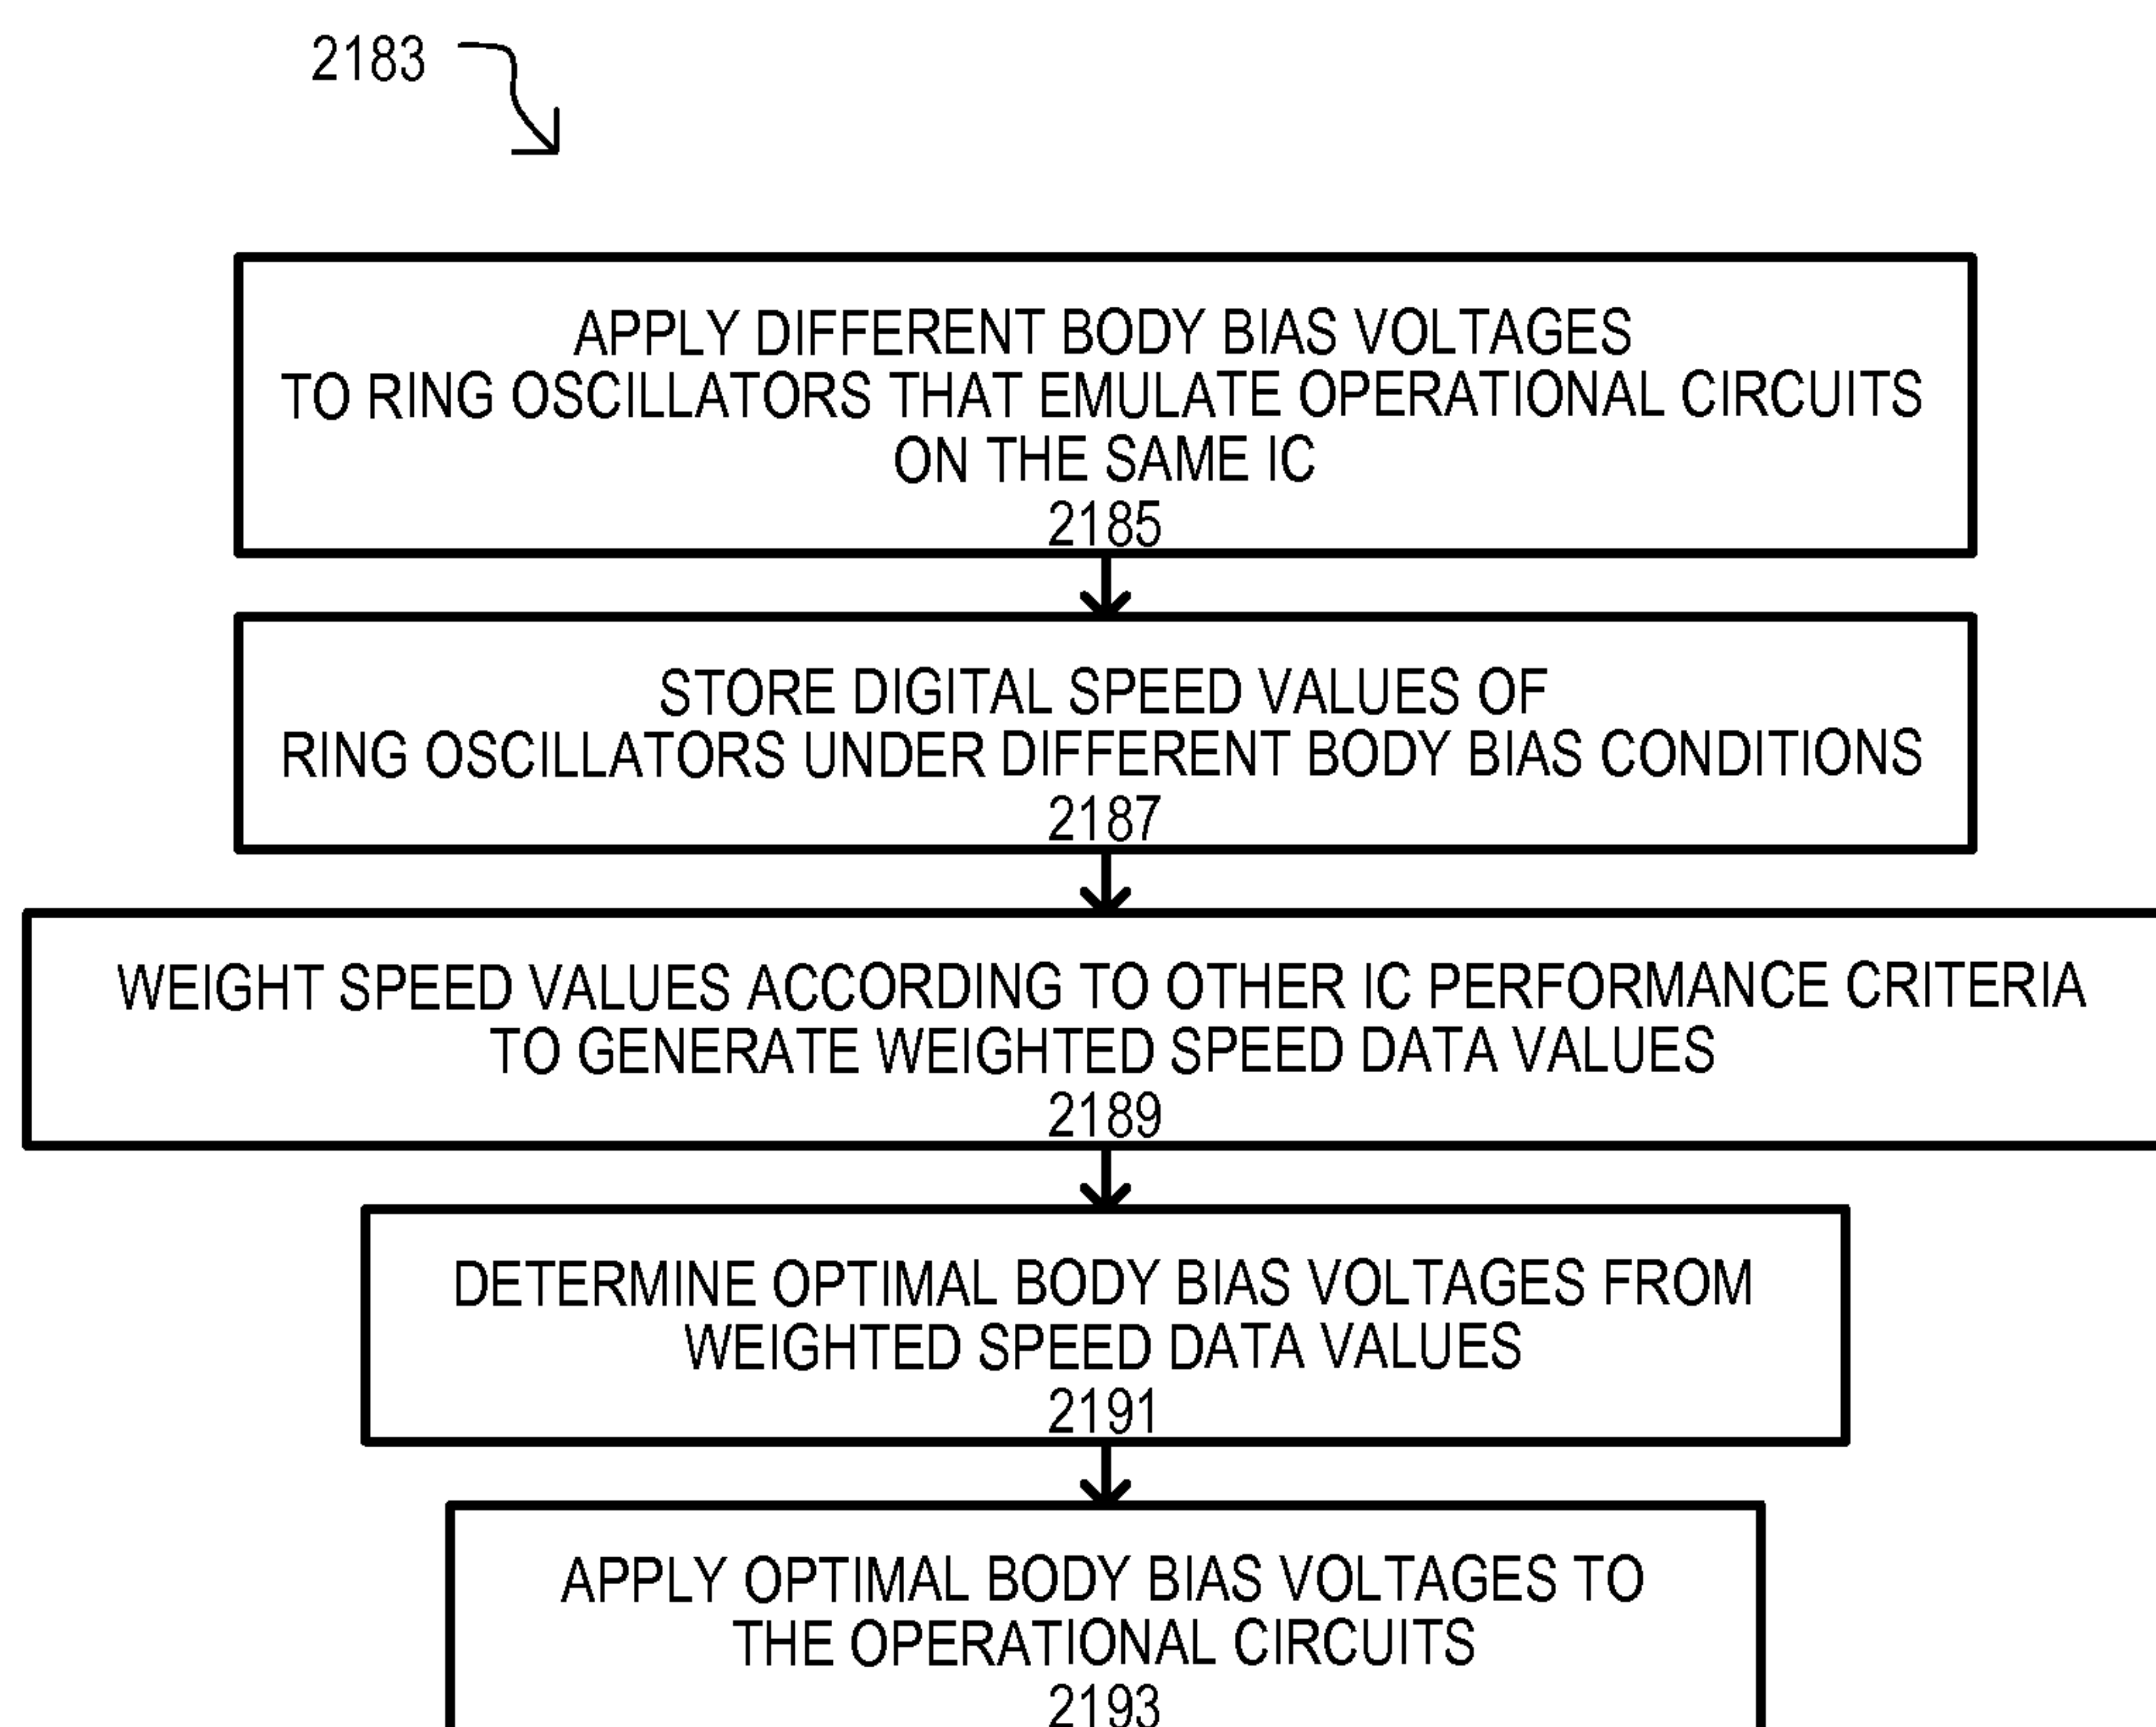 2183
APPLY DIFFERENT BODY BIAS VOLTAGES
TO RING OSCILLATORS THAT EMULATE OPERATIONAL CIRCUITS
ON THE SAME IC
2185
STORE DIGITAL SPEED VALUES OF
RING OSCILLATORS UNDER DIFFERENT BODY BIAS CONDITIONS
2187
WEIGHT SPEED VALUES ACCORDING TO OTHER IC PERFORMANCE CRITERIA
TO GENERATE WEIGHTED SPEED DATA VALUES
2189
DETERMINE OPTIMAL BODY BIAS VOLTAGES FROM
WEIGHTED SPEED DATA VALUES
2191
APPLY OPTIMAL BODY BIAS VOLTAGES TO
THE OPERATIONAL CIRCUITS
2193